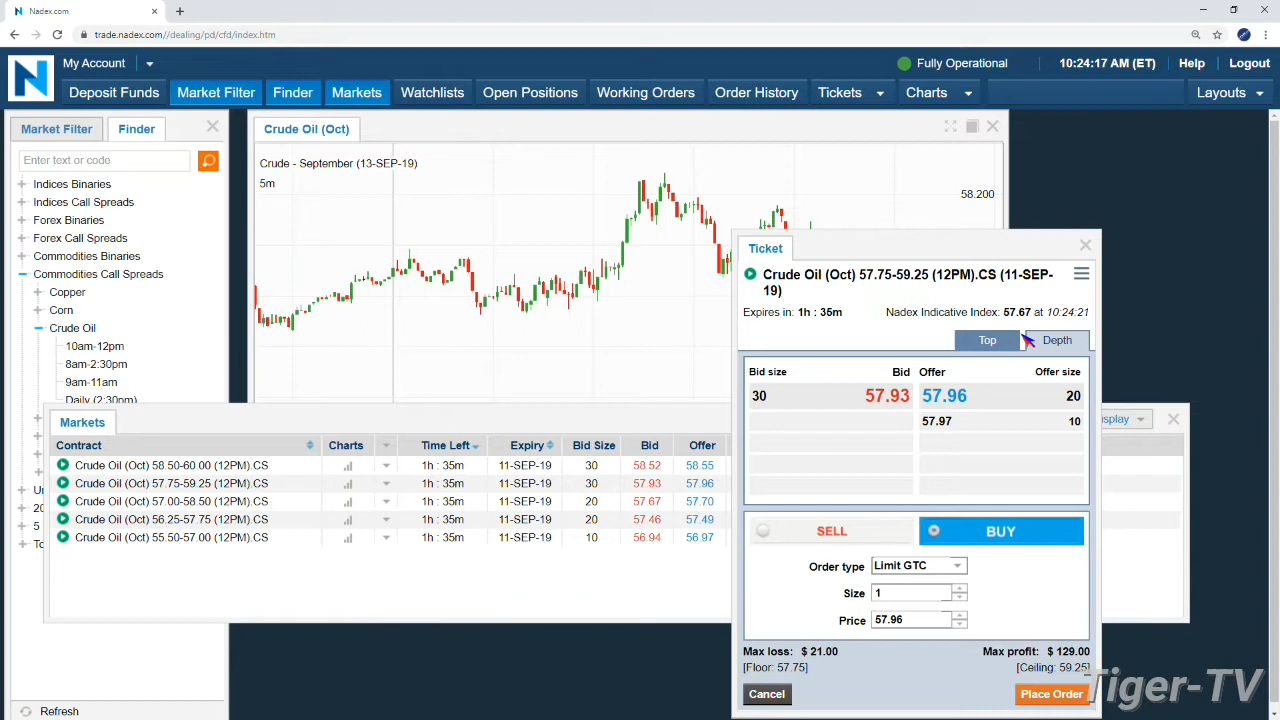 Nadex.com
trade.nadex.com//dealing/pd/cfd/index.htm
N
My Account
Fully Operational
10:24:17 AM (ET)
Help
Logout
Deposit Funds
Market Filter
Finder
Markets
Watchlists
Open Positions
Working Orders
Order History
Tickets
Charts
Layouts
Market Filter
Finder
Enter text or code
Indices Binaries
Indices Call Spreads
Forex Binaries
Forex Call Spreads
Commodities Binaries
Commodities Call Spreads
Copper
Corn
Crude Oil
10am-12pm
8am-2:30pm
9am-11am
Daily (2:30pm)
20
5
To
Refresh
Crude Oil (Oct)
Crude - September (13-SEP-19)
5m
58.200
Markets
splay
Contract Charts Time Left Expiry Bid Size Bid Offer
Crude Oil (Oct) 58.50-60.00 (12PM).CS 1h : 35m 11-SEP-19 30 58.52 58.55
Crude Oil (Oct) 57.75-59.25 (12PM).CS 1h : 35m 11-SEP-19 30 57.93 57.96
Crude Oil (Oct) 57.00-58.50 (12PM).CS 1h : 35m 11-SEP-19 20 57.67 57.70
Crude Oil (Oct) 56.25-57.75 (12PM).CS 1h : 35m 11-SEP-19 20 57.46 57.49
Crude Oil (Oct) 55.50-57.00 (12PM).CS 1h : 35m 11-SEP-19 10 56.94 56.97
Ticket
Crude Oil (Oct) 57.75-59.25 (12PM).CS (11-SEP-
19)
Expires in: 1h : 35m
Nadex Indicative Index: 57.67 at 10:24:21
Top
Depth
Bid size Bid Offer Offer size
30 57.93 57.96 20
57.97 10
SELL
BUY
Order type Limit GTC
Size 1
Price 57.96
Max loss: $ 21.00
Max profit: $ 129.00
[Floor: 57.75]
[Ceiling: 59.25]
Cancel
Place Order
Tiger-TV